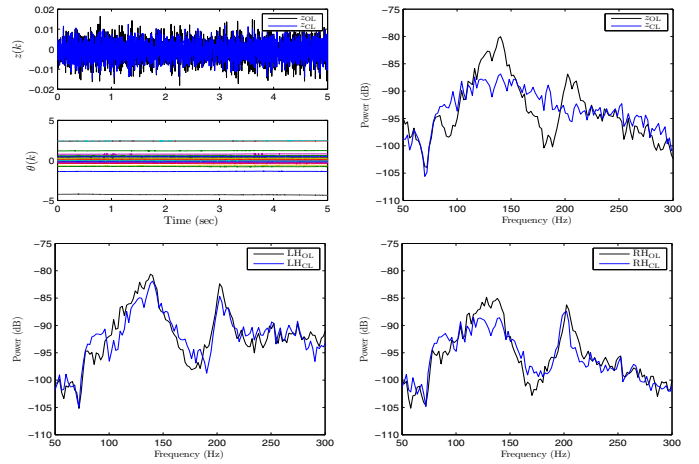 0.02
0.01
0
−0.01
−0.02
z(k)
z_OL
z_CL
0 1 2 3 4 5
5
0
−5
θ(k)
0 1 2 3 4 5
Time (sec)
−75
−80
−85
−90
−95
−100
−105
−110
Power (dB)
z_OL
z_CL
50 100 150 200 250 300
Frequency (Hz)
−75
−80
−85
−90
−95
−100
−105
−110
Power (dB)
LH_OL
LH_CL
50 100 150 200 250 300
Frequency (Hz)
−75
−80
−85
−90
−95
−100
−105
−110
Power (dB)
RH_OL
RH_CL
50 100 150 200 250 300
Frequency (Hz)